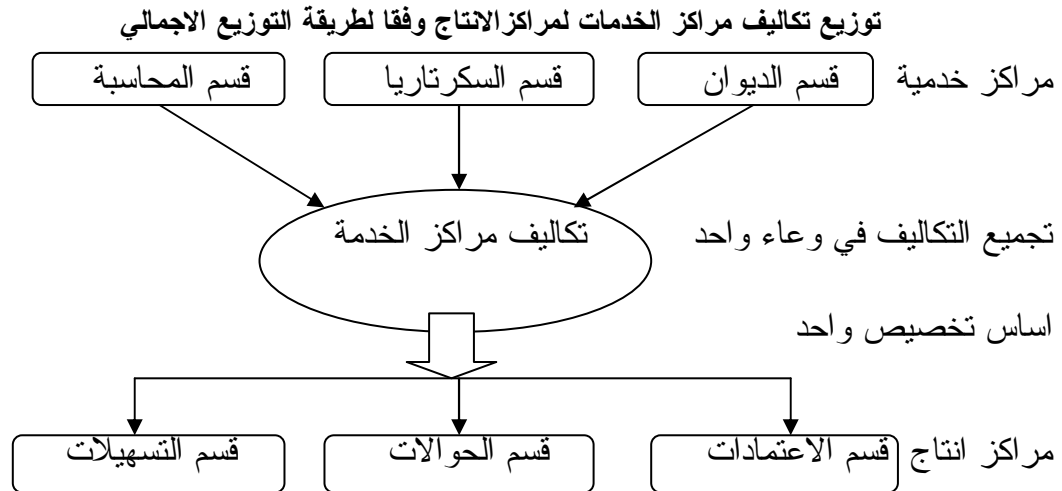 توزيع تكاليف مراكز الخدمات لمراكزالانتاج وفقا لطريقة التوزيع الاجمالي
مراكز خدمية قسم الديوان قسم السكرتاريا قسم المحاسبة
تجميع التكاليف في وعاء واحد تكاليف مراكز الخدمة
اساس تخصيص واحد
مراكز انتاج قسم الاعتمادات قسم الحوالات قسم التسهيلات